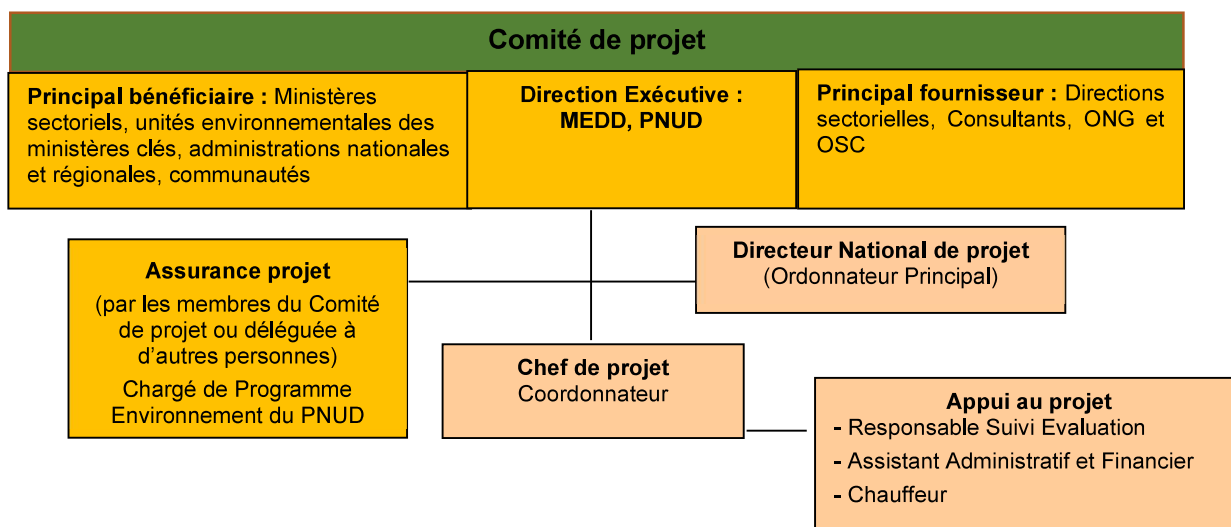 Comité de projet
Principal bénéficiaire : Ministères
sectoriels, unités environnementales des
ministères clés, administrations nationales
et régionales, communautés
Direction Exécutive :
MEDD, PNUD
Principal fournisseur : Directions
sectorielles, Consultants, ONG et
OSC
Assurance projet
(par les membres du Comité
de projet ou déléguée à
d’autres personnes)
Chargé de Programme
Environnement du PNUD
Directeur National de projet
(Ordonnateur Principal)
Chef de projet
Coordonnateur
Appui au projet
- Responsable Suivi Evaluation
- Assistant Administratif et Financier
- Chauffeur